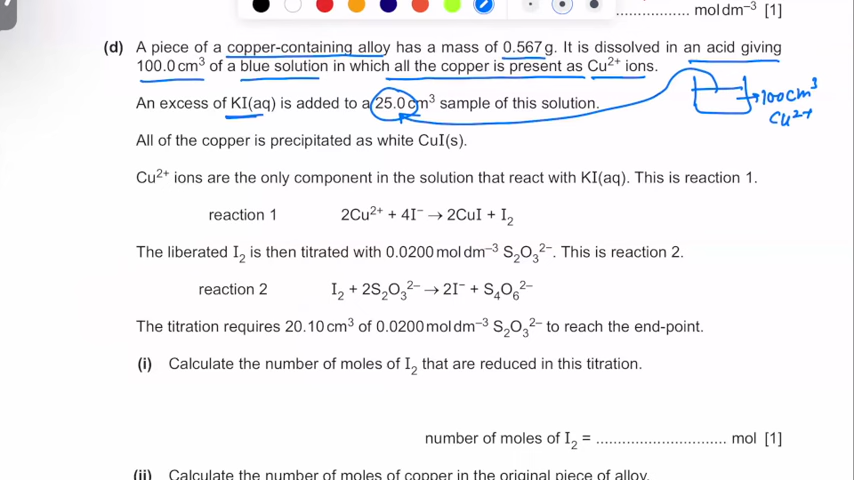 .................. mol dm⁻³ [1]
(d) A piece of a copper-containing alloy has a mass of 0.567 g. It is dissolved in an acid giving
100.0 cm³ of a blue solution in which all the copper is present as Cu²⁺ ions.
An excess of KI(aq) is added to a 25.0 cm³ sample of this solution.
→100cm³
Cu²⁺
All of the copper is precipitated as white CuI(s).
Cu²⁺ ions are the only component in the solution that react with KI(aq). This is reaction 1.
reaction 1 2Cu²⁺ + 4I⁻ → 2CuI + I₂
The liberated I₂ is then titrated with 0.0200 mol dm⁻³ S₂O₃²⁻. This is reaction 2.
reaction 2 I₂ + 2S₂O₃²⁻ → 2I⁻ + S₄O₆²⁻
The titration requires 20.10 cm³ of 0.0200 mol dm⁻³ S₂O₃²⁻ to reach the end-point.
(i) Calculate the number of moles of I₂ that are reduced in this titration.
number of moles of I₂ = .............................. mol [1]
(ii) Calculate the number of moles of copper in the original piece of alloy.